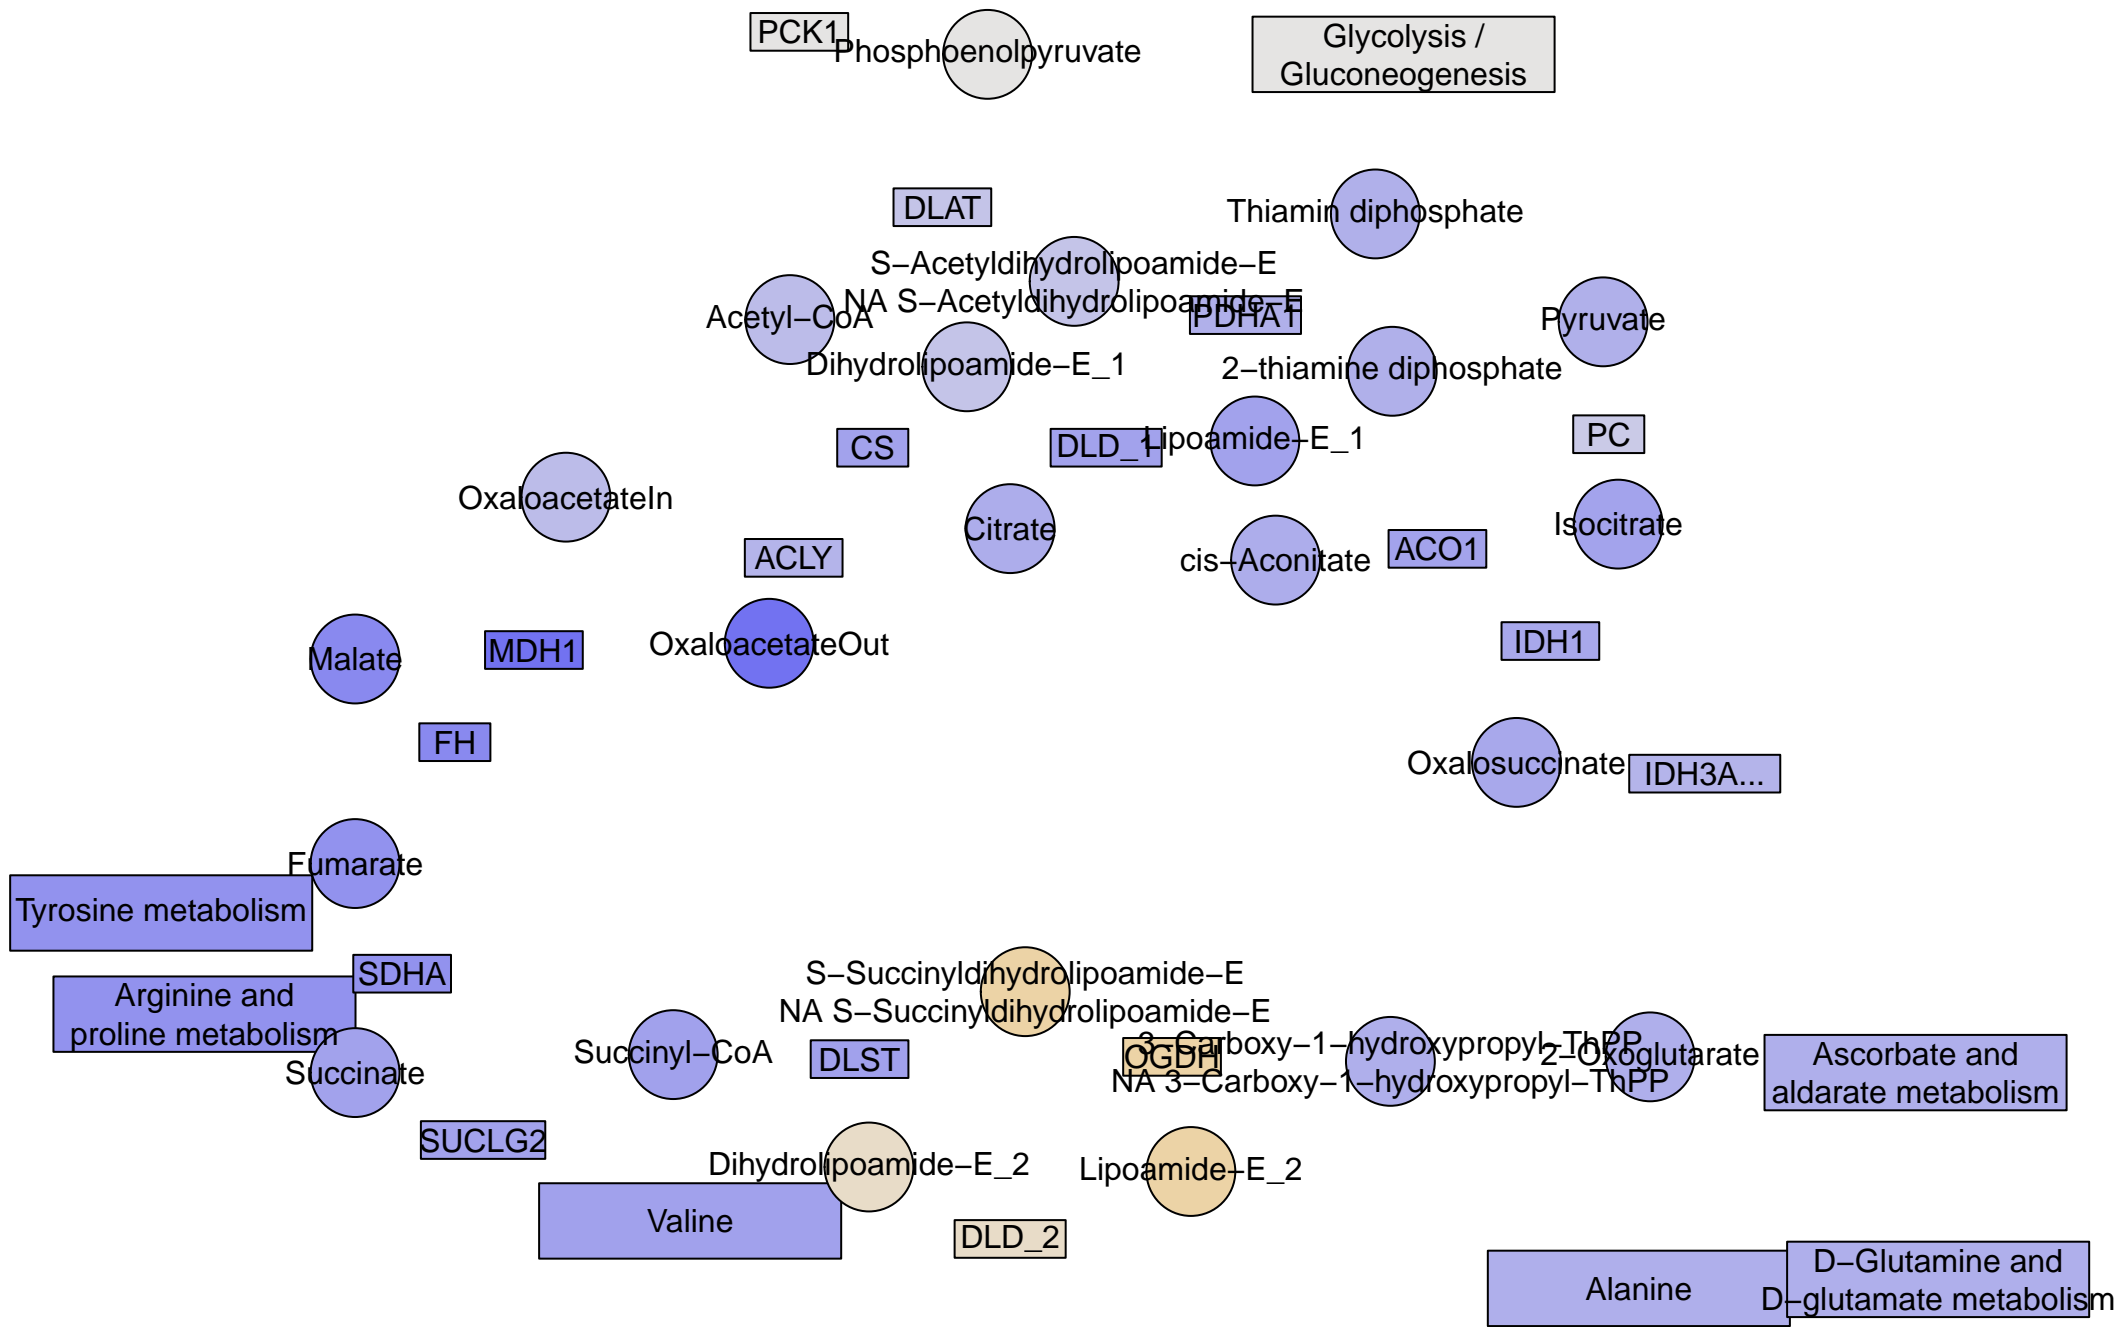 PCK1
Phosphoenolpyruvate
Glycolysis /
Gluconeogenesis
DLAT
Thiamin diphosphate
S−Acetyldihydrolipoamide−E
NA S−Acetyldihydrolipoamide−E
Acetyl−CoA
PDHA1
Pyruvate
Dihydrolipoamide−E_1
2−thiamine diphosphate
CS
DLD_1
Lipoamide−E_1
PC
OxaloacetateIn
Citrate
Isocitrate
ACLY
cis−Aconitate
ACO1
Malate
MDH1
OxaloacetateOut
IDH1
FH
Oxalosuccinate
IDH3A...
Fumarate
Tyrosine metabolism
SDHA
Arginine and
proline metabolism
S−Succinyldihydrolipoamide−E
NA S−Succinyldihydrolipoamide−E
Succinate
Succinyl−CoA
DLST
OGDH
3−Carboxy−1−hydroxypropyl−ThPP
NA 3−Carboxy−1−hydroxypropyl−ThPP
2−Oxoglutarate
Ascorbate and
aldarate metabolism
SUCLG2
Dihydrolipoamide−E_2
Lipoamide−E_2
Valine
DLD_2
Alanine
D−Glutamine and
D−glutamate metabolism